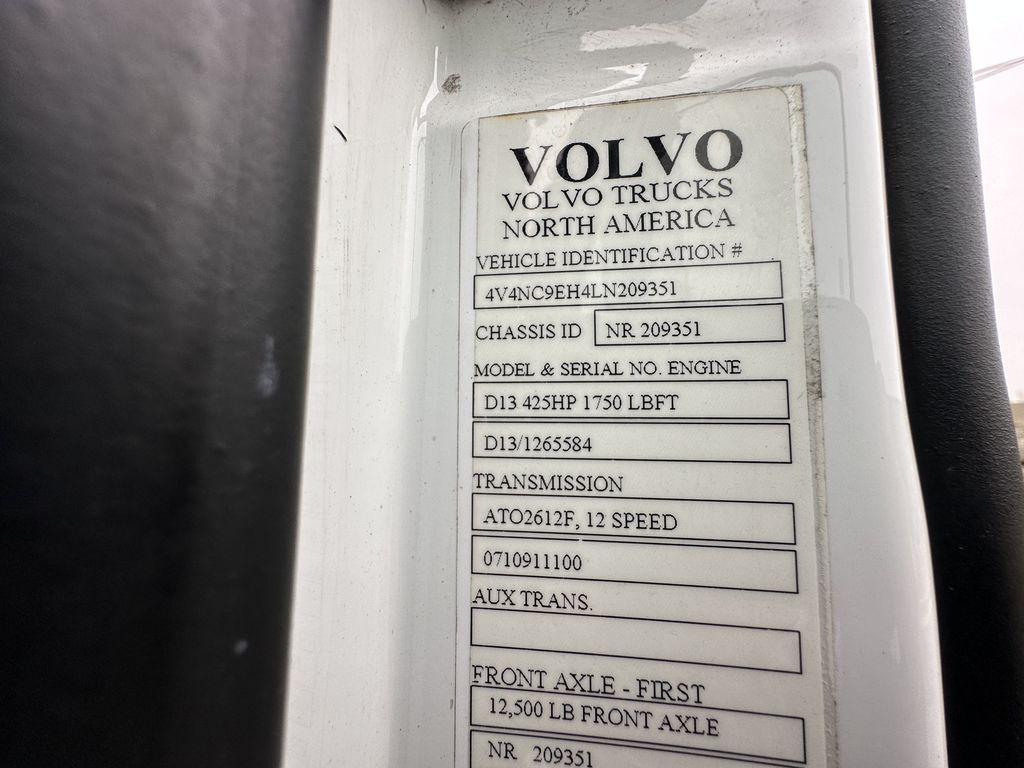 VOLVO
VOLVO TRUCKS
NORTH AMERICA
VEHICLE IDENTIFICATION #
4V4NC9EH4LN209351
CHASSIS ID NR 209351
MODEL & SERIAL NO. ENGINE
D13 425HP 1750 LBFT
D13/1265584
TRANSMISSION
ATO2612F, 12 SPEED
0710911100
AUX TRANS.
FRONT AXLE - FIRST
12,500 LB FRONT AXLE
NR 209351